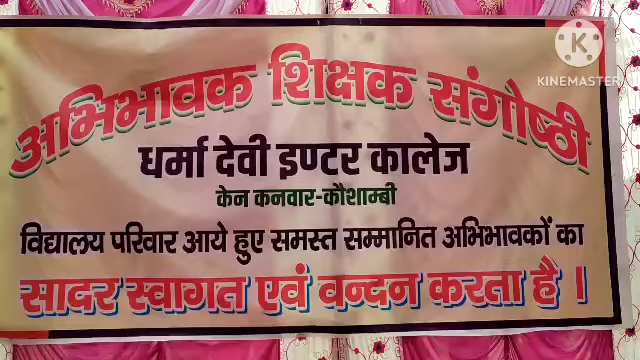 अभिभावक शिक्षक संगोष्ठी
धर्मा देवी इण्टर कालेज
केन कनवार-कौशाम्बी
विद्यालय परिवार आये हुए समस्त सम्मानित अभिभावकों का
सादर स्वागत एवं वन्दन करता है ।
KINEMASTER